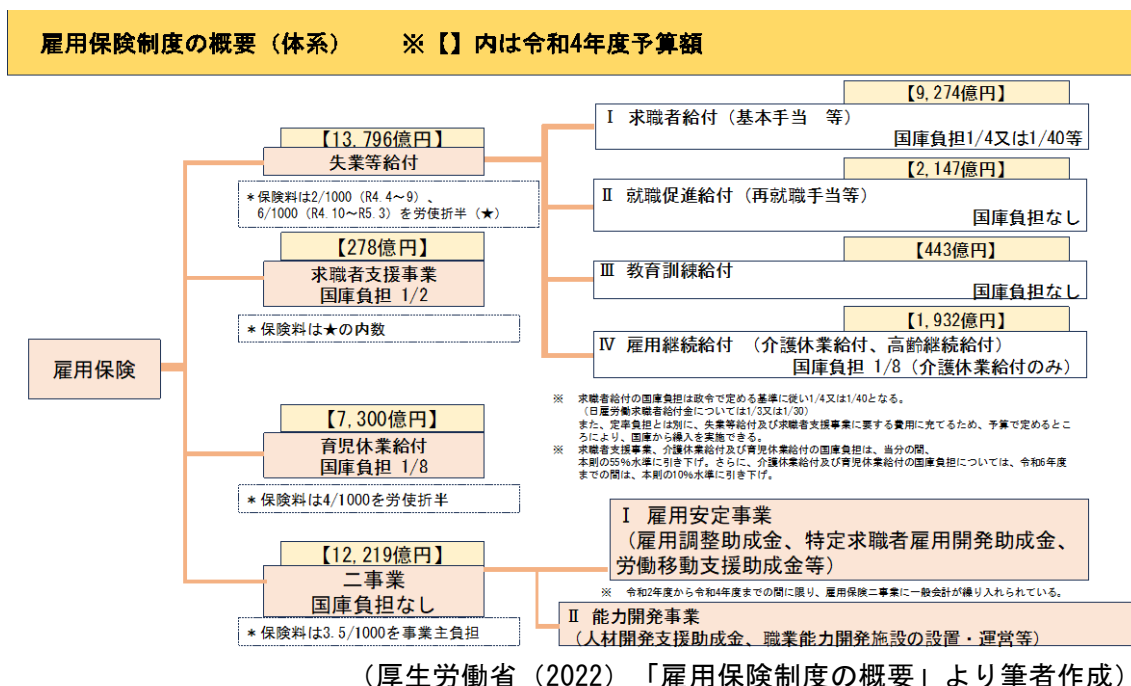 雇用保険制度の概要（体系）　　※【】内は令和4年度予算額
【9,274億円】
Ⅰ 求職者給付（基本手当　等）
国庫負担1/4又は1/40等
【13,796億円】
失業等給付
＊保険料は2/1000（R4.4～9）、
6/1000（R4.10～R5.3）を労使折半（★）
【2,147億円】
Ⅱ 就職促進給付（再就職手当等）
国庫負担なし
【278億円】
求職者支援事業
国庫負担 1/2
＊保険料は★の内数
【443億円】
Ⅲ 教育訓練給付
国庫負担なし
【1,932億円】
Ⅳ 雇用継続給付　（介護休業給付、高齢継続給付）
国庫負担 1/8（介護休業給付のみ）
雇用保険
※　求職者給付の国庫負担は政令で定める基準に従い1/4又は1/40となる。
（日雇労働求職者給付金については1/3又は1/30）
また、定率負担とは別に、失業等給付及び求職者支援事業に要する費用に充てるため、予算で定めるとこ
ろにより、国庫から繰入を実施できる。
※　求職者支援事業、介護休業給付及び育児休業給付の国庫負担は、当分の間、
本則の55%水準に引き下げ。さらに、介護休業給付及び育児休業給付の国庫負担については、令和6年度
までの間は、本則の10%水準に引き下げ。
【7,300億円】
育児休業給付
国庫負担 1/8
＊保険料は4/1000を労使折半
【12,219億円】
二事業
国庫負担なし
＊保険料は3.5/1000を事業主負担
Ⅰ 雇用安定事業
（雇用調整助成金、特定求職者雇用開発助成金、
労働移動支援助成金等）
※　令和2年度から令和4年度までの間に限り、雇用保険二事業に一般会計が繰り入れられている。
Ⅱ 能力開発事業
（人材開発支援助成金、職業能力開発施設の設置・運営等）
（厚生労働省（2022）「雇用保険制度の概要」より筆者作成）